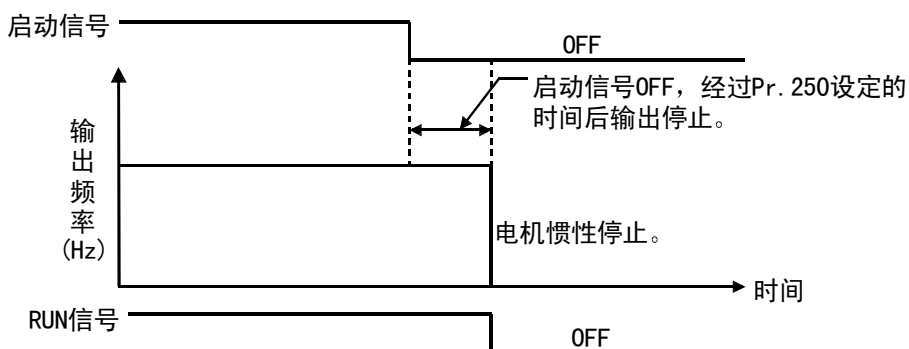 启动信号
OFF
启动信号OFF，经过Pr.250设定的
时间后输出停止。
输出频率(Hz)
电机惯性停止。
时间
RUN信号
OFF